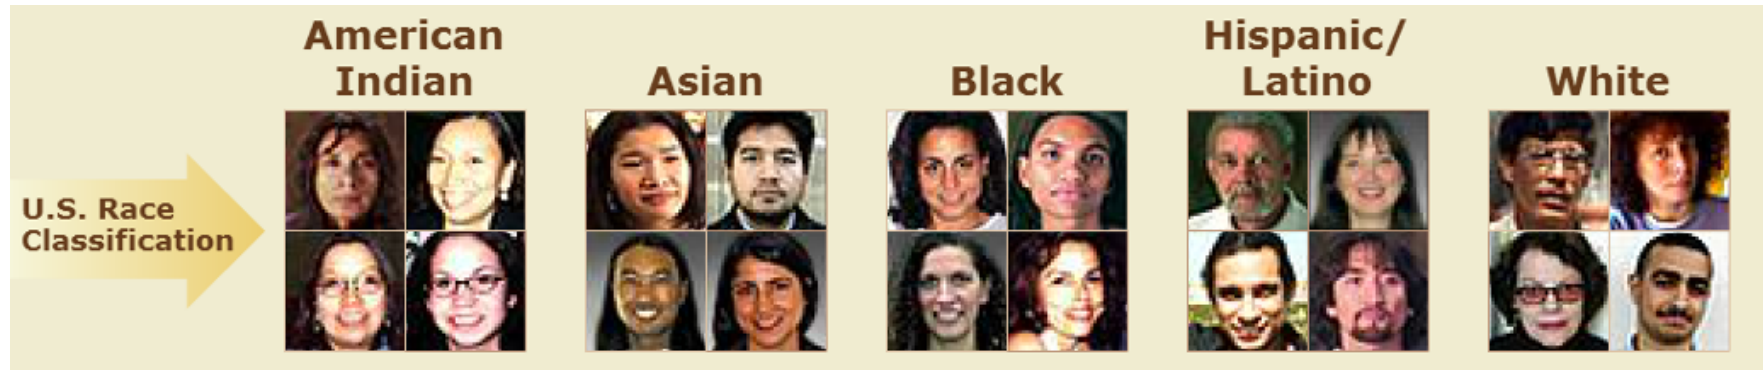 American
Indian
Asian
Black
Hispanic/
Latino
White
U.S. Race
Classification